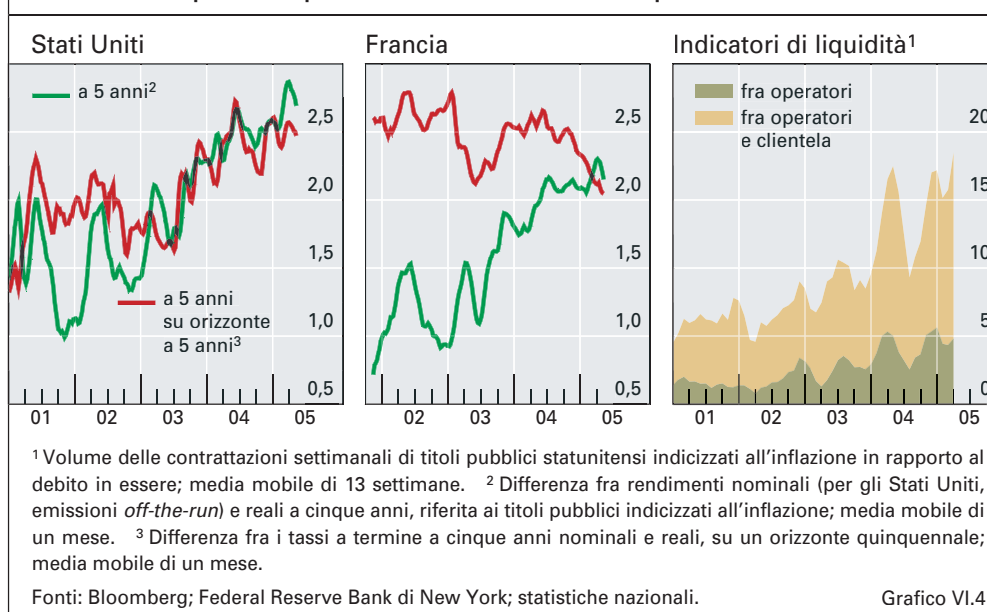 Stati Uniti
a 5 anni²
2,5
2,0
1,5
1,0
0,5
a 5 anni
su orizzonte
a 5 anni³
01 02 03 04 05
Francia
2,5
2,0
1,5
1,0
0,5
02 03 04 05
Indicatori di liquidità¹
fra operatori
fra operatori
e clientela
20
15
10
5
0
01 02 03 04 05
¹ Volume delle contrattazioni settimanali di titoli pubblici statunitensi indicizzati all'inflazione in rapporto al
debito in essere; media mobile di 13 settimane. ² Differenza fra rendimenti nominali (per gli Stati Uniti,
emissioni off-the-run) e reali a cinque anni, riferita ai titoli pubblici indicizzati all'inflazione; media mobile di
un mese. ³ Differenza fra i tassi a termine a cinque anni nominali e reali, su un orizzonte quinquennale;
media mobile di un mese.
Fonti: Bloomberg; Federal Reserve Bank di New York; statistiche nazionali.
Grafico VI.4